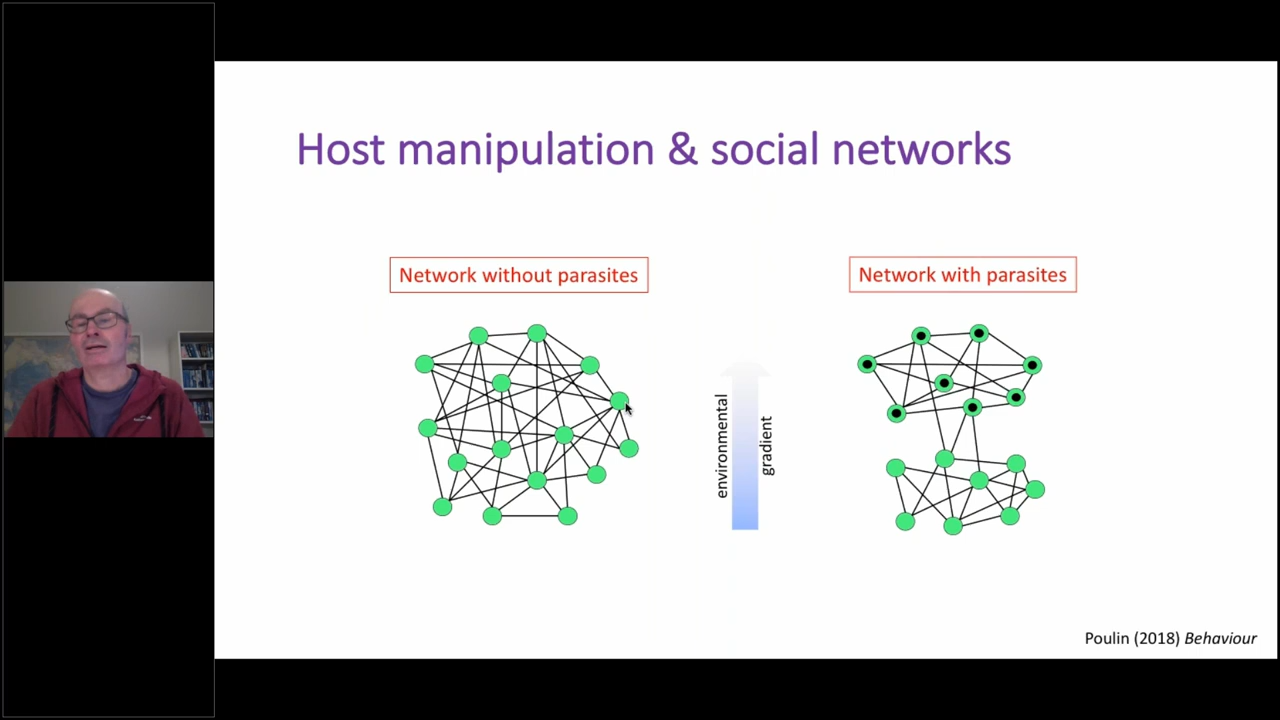 Host manipulation & social networks
Network without parasites
Network with parasites
environmental
gradient
Poulin (2018) Behaviour